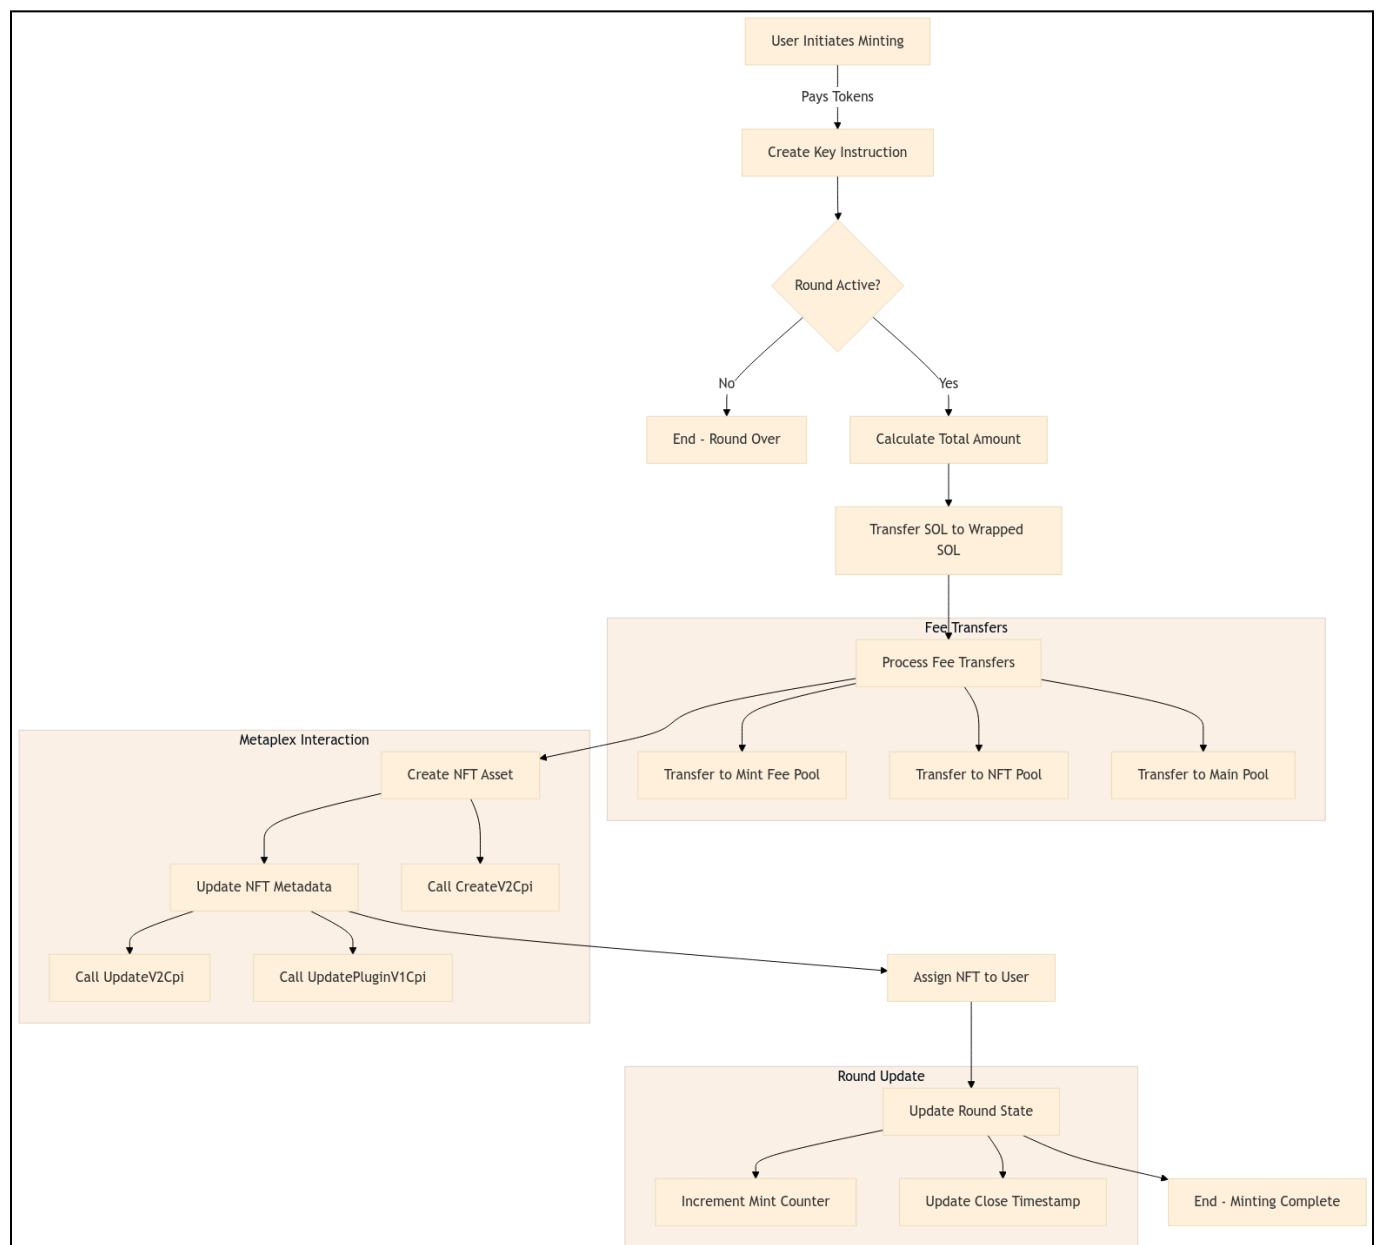 User Initiates Minting
Pays Tokens
Create Key Instruction
Round Active?
No
Yes
End - Round Over
Calculate Total Amount
Transfer SOL to Wrapped
SOL
Fee Transfers
Process Fee Transfers
Metaplex Interaction
Create NFT Asset
Transfer to Mint Fee Pool
Transfer to NFT Pool
Transfer to Main Pool
Update NFT Metadata
Call CreateV2Cpi
Call UpdateV2Cpi
Call UpdatePluginV1Cpi
Assign NFT to User
Round Update
Update Round State
Increment Mint Counter
Update Close Timestamp
End - Minting Complete